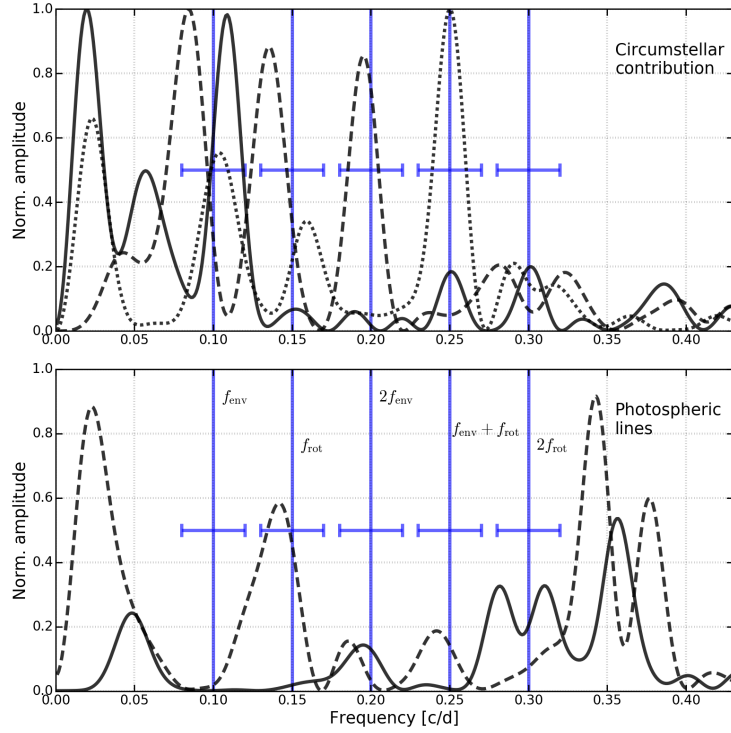 1.0
0.8
0.6
0.4
0.2
0.0
Norm. amplitude
Circumstellar
contribution
0.00 0.05 0.10 0.15 0.20 0.25 0.30 0.35 0.40
1.0
0.8
0.6
0.4
0.2
0.0
Norm. amplitude
f_env
f_rot
2f_env
f_env + f_rot
2f_rot
Photospheric
lines
0.00 0.05 0.10 0.15 0.20 0.25 0.30 0.35 0.40
Frequency [c/d]